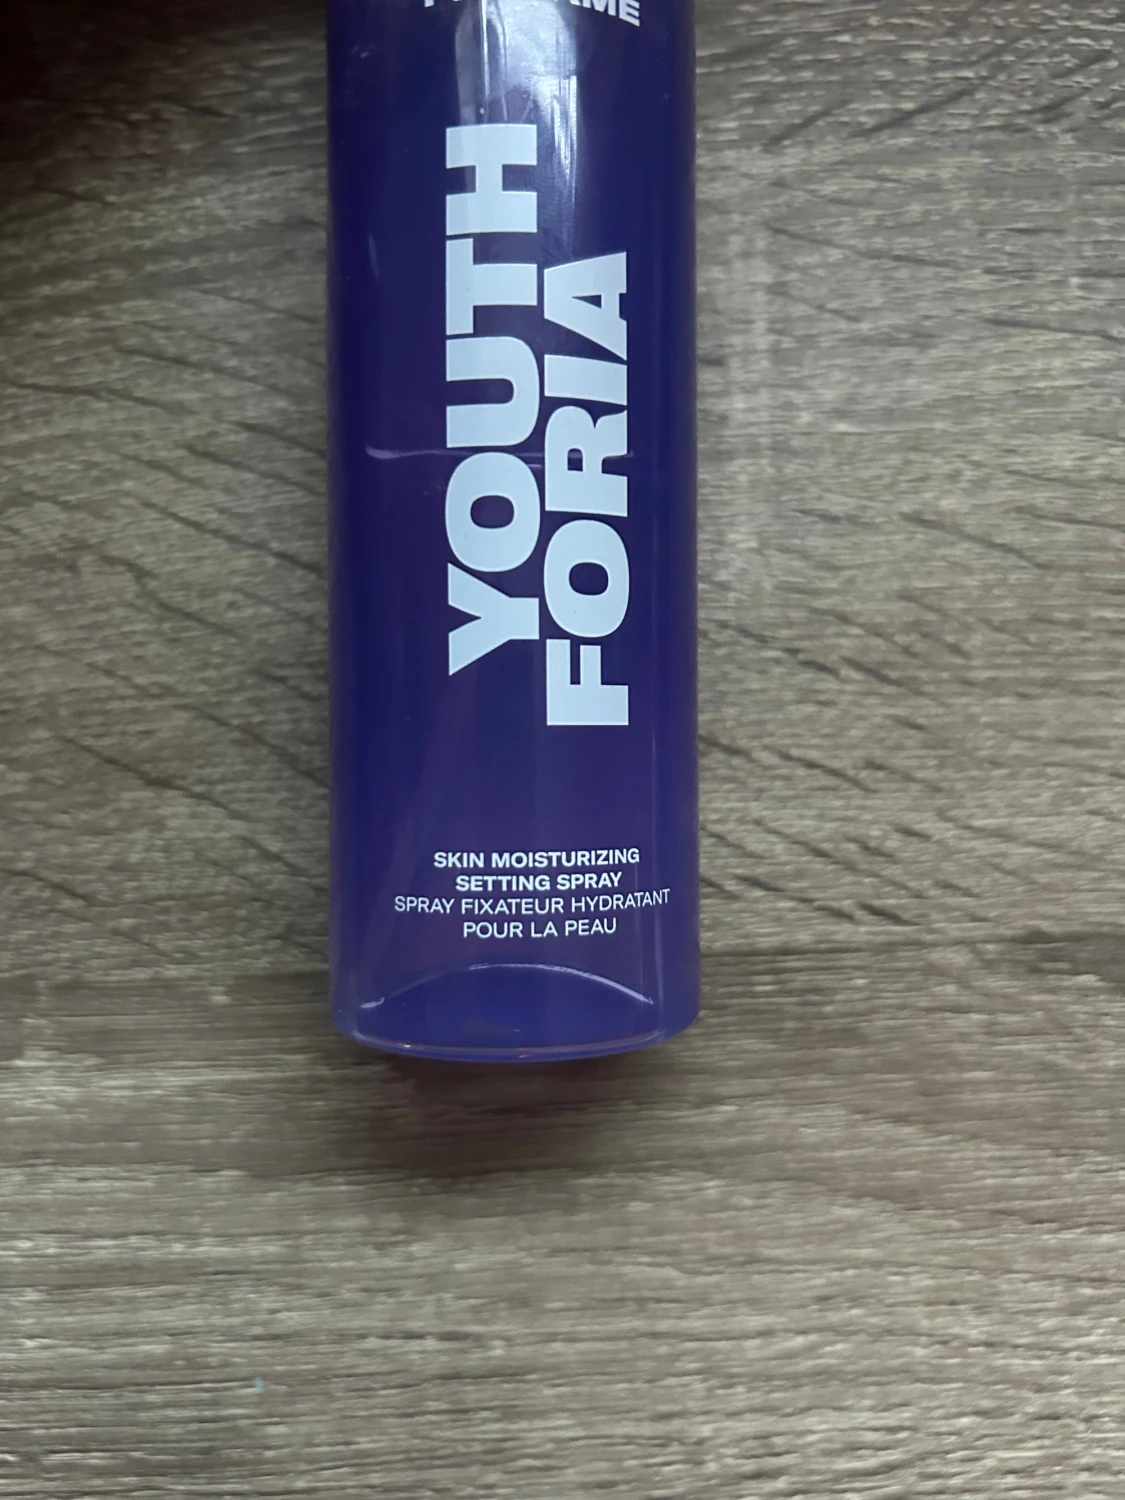 YOUTH
FORIA
SKIN MOISTURIZING
SETTING SPRAY
SPRAY FIXATEUR HYDRATANT
POUR LA PEAU